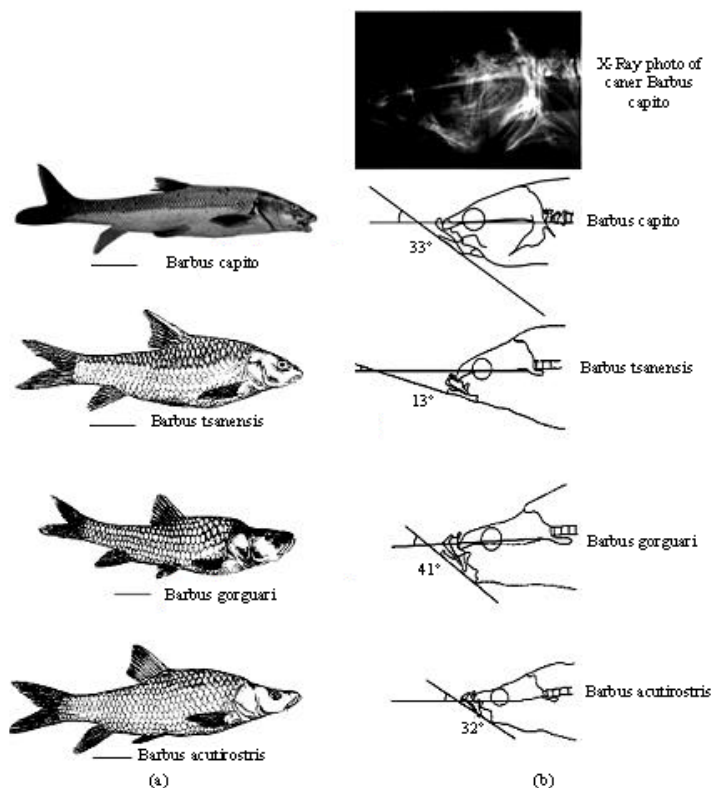 X-Ray photo of
caner Barbus
capito
Barbus capito
33°
Barbus capito
Barbus tsanensis
13°
Barbus tsanensis
Barbus gorguari
41°
Barbus gorguari
Barbus acutirostris
32°
Barbus acutirostris
(a)
(b)